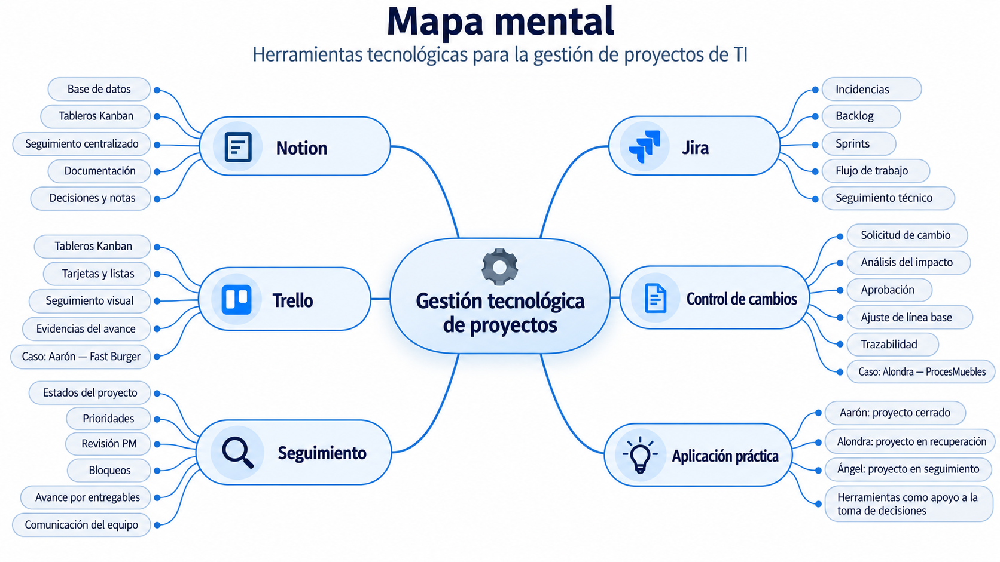 Mapa mental
Herramientas tecnológicas para la gestión de proyectos de TI
Base de datos
Tableros Kanban
Seguimiento centralizado
Documentación
Decisiones y notas
Notion
Tableros Kanban
Tarjetas y listas
Seguimiento visual
Evidencias del avance
Caso: Aarón — Fast Burger
Trello
Estados del proyecto
Prioridades
Revisión PM
Bloqueos
Avance por entregables
Comunicación del equipo
Seguimiento
Gestión tecnológica
de proyectos
Jira
Incidencias
Backlog
Sprints
Flujo de trabajo
Seguimiento técnico
Control de cambios
Solicitud de cambio
Análisis del impacto
Aprobación
Ajuste de línea base
Trazabilidad
Caso: Alondra — ProcesMuebles
Aplicación práctica
Aarón: proyecto cerrado
Alondra: proyecto en recuperación
Ángel: proyecto en seguimiento
Herramientas como apoyo a la
toma de decisiones